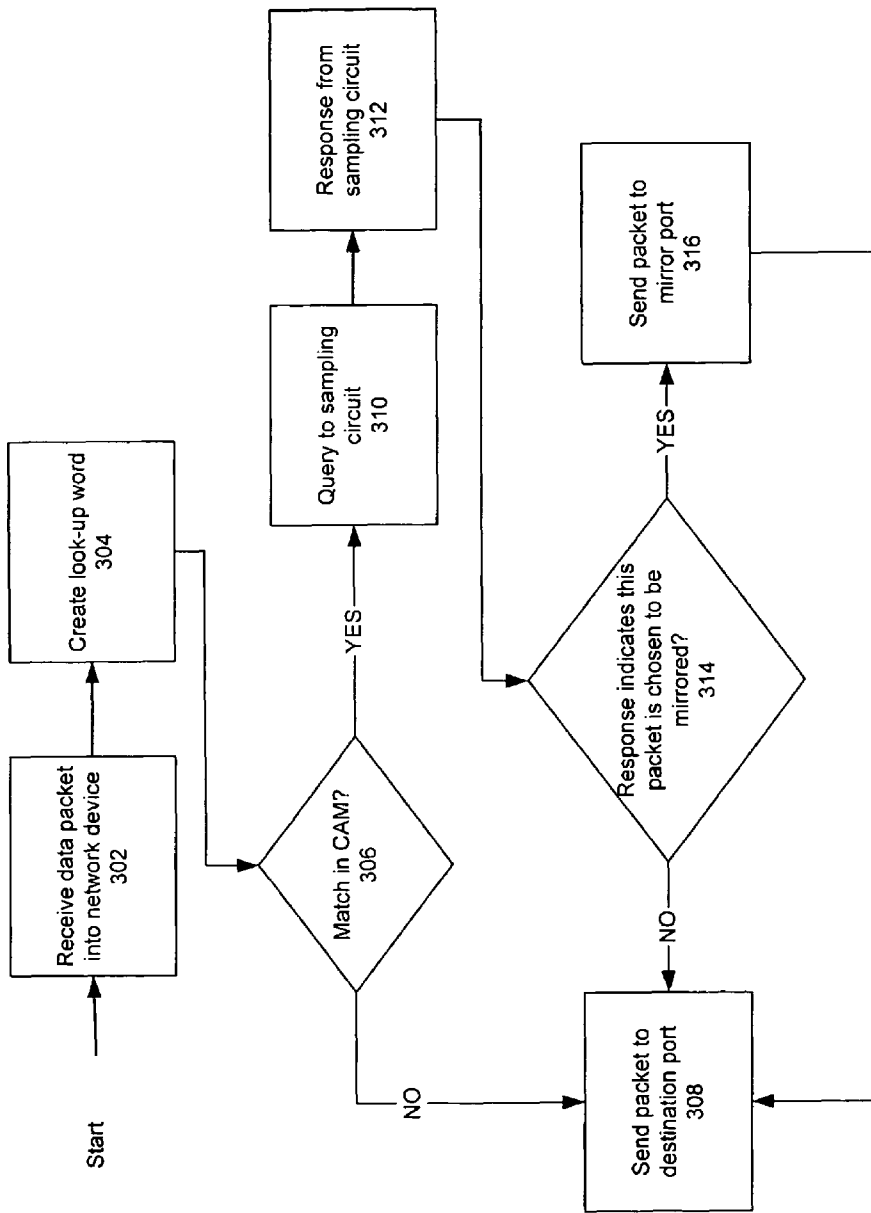 Start
Receive data packet
into network device
302
Create look-up word
304
Match in CAM?
306
NO
YES
Query to sampling
circuit
310
Response from
sampling circuit
312
Response indicates this
packet is chosen to be
mirrored?
314
NO
YES
Send packet to
destination port
308
Send packet to
mirror port
316